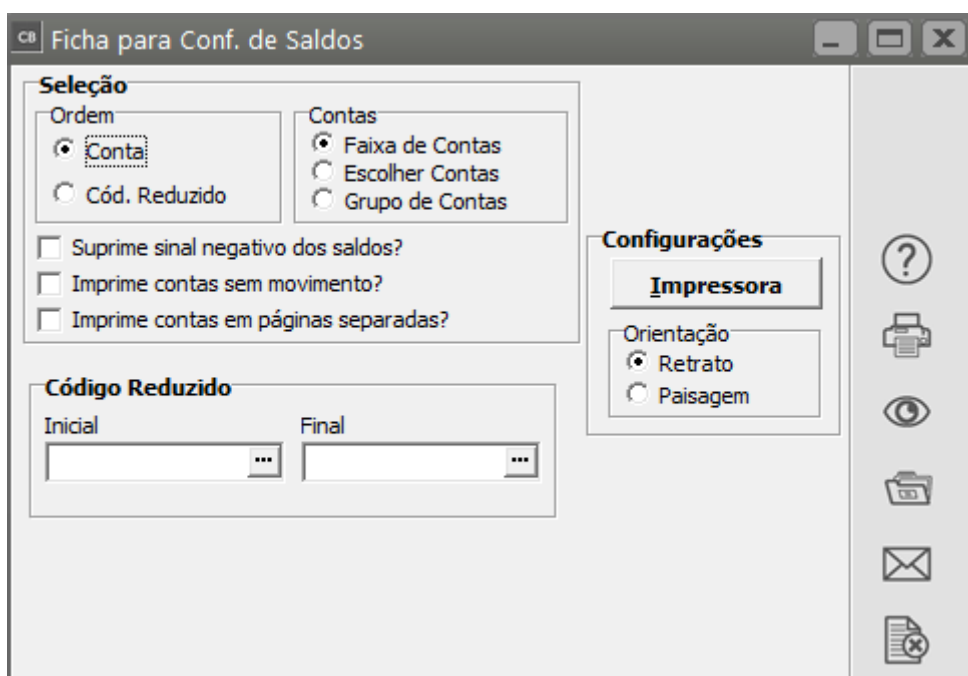 CB Ficha para Conf. de Saldos
Seleção
Ordem
Conta
Cód. Reduzido
Contas
Faixa de Contas
Escolher Contas
Grupo de Contas
Suprime sinal negativo dos saldos?
Imprime contas sem movimento?
Imprime contas em páginas separadas?
Configurações
Impressora
Orientação
Retrato
Paisagem
Código Reduzido
Inicial
Final
... ...